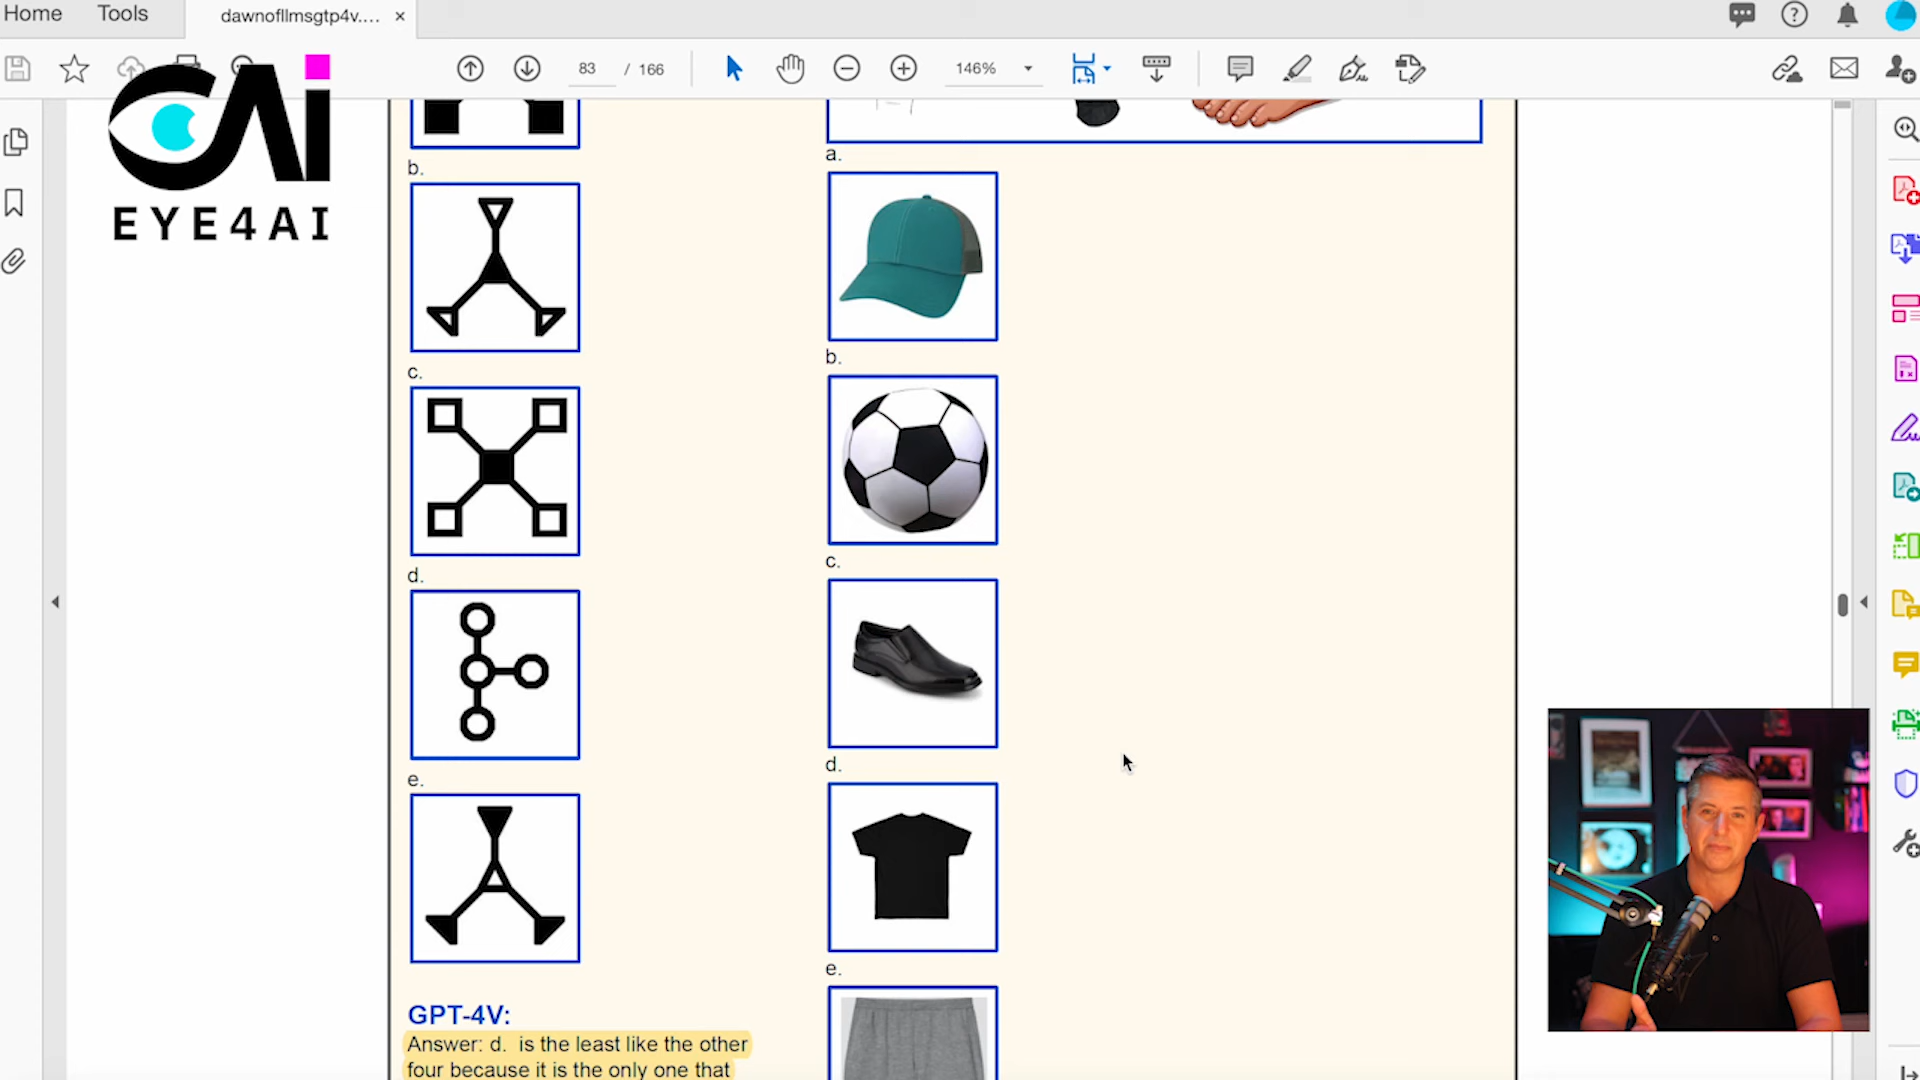 Home
Tools
dawnofllmsgtp4v....
83 / 166
146%
CAi
EYE4AI
b.
c.
d.
e.
GPT-4V:
Answer: d. is the least like the other
four because it is the only one that
a.
b.
c.
d.
e.